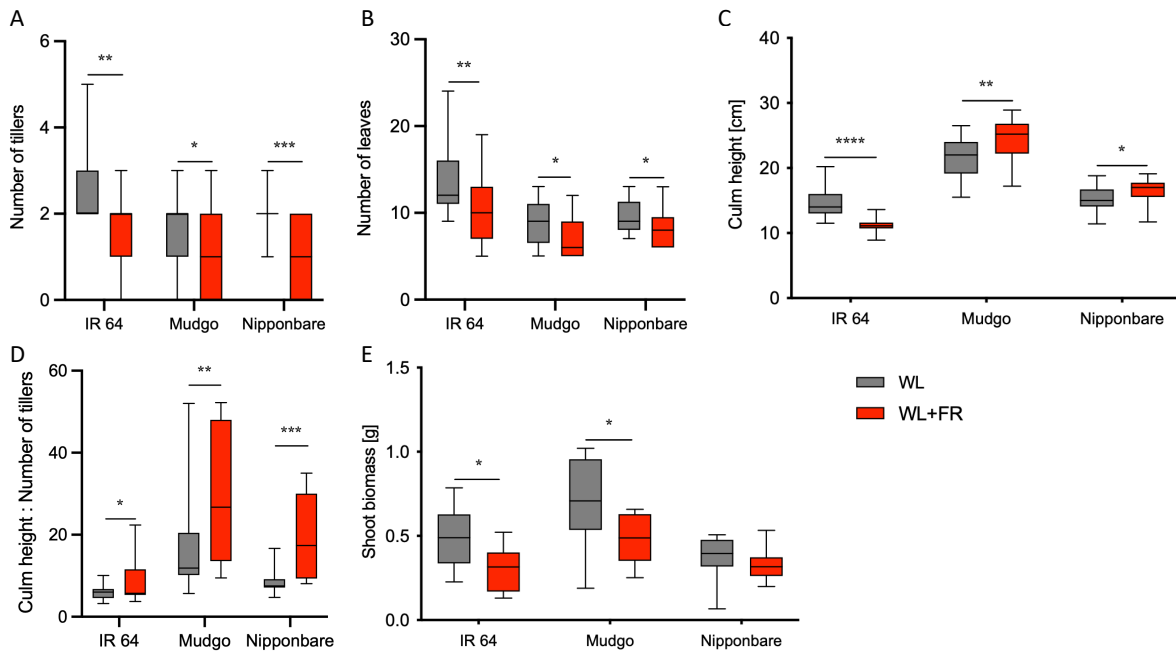 A
Number of tillers
6
4
2
0
**
*
***
IR 64
Mudgo
Nipponbare
B
Number of leaves
30
20
10
0
**
*
*
IR 64
Mudgo
Nipponbare
C
Culm height [cm]
40
30
20
10
0
****
**
*
IR 64
Mudgo
Nipponbare
D
Culm height : Number of tillers
60
40
20
0
*
**
***
IR 64
Mudgo
Nipponbare
E
Shoot biomass [g]
1.5
1.0
0.5
0.0
*
*
IR 64
Mudgo
Nipponbare
WL
WL+FR